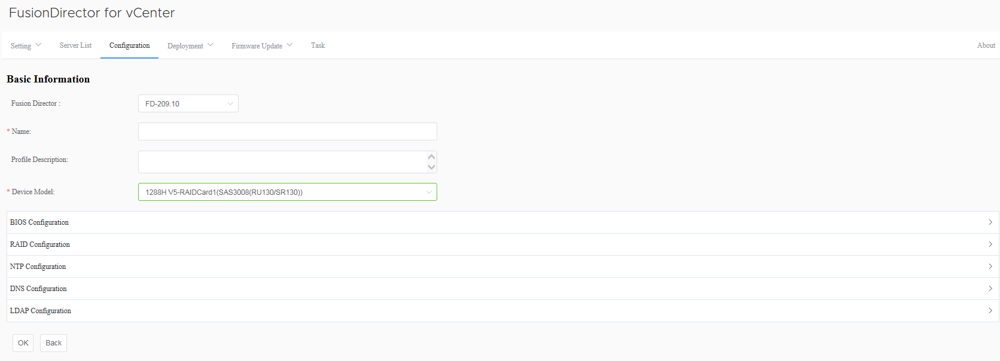 FusionDirector for vCenter
Setting Server List Configuration Deployment Firmware Update Task About
Basic Information
Fusion Director : FD-209.10
* Name:
Profile Description:
* Device Model: 1288H V5-RAIDCard1(SAS3008(RU130/SR130))
BIOS Configuration
RAID Configuration
NTP Configuration
DNS Configuration
LDAP Configuration
OK Back